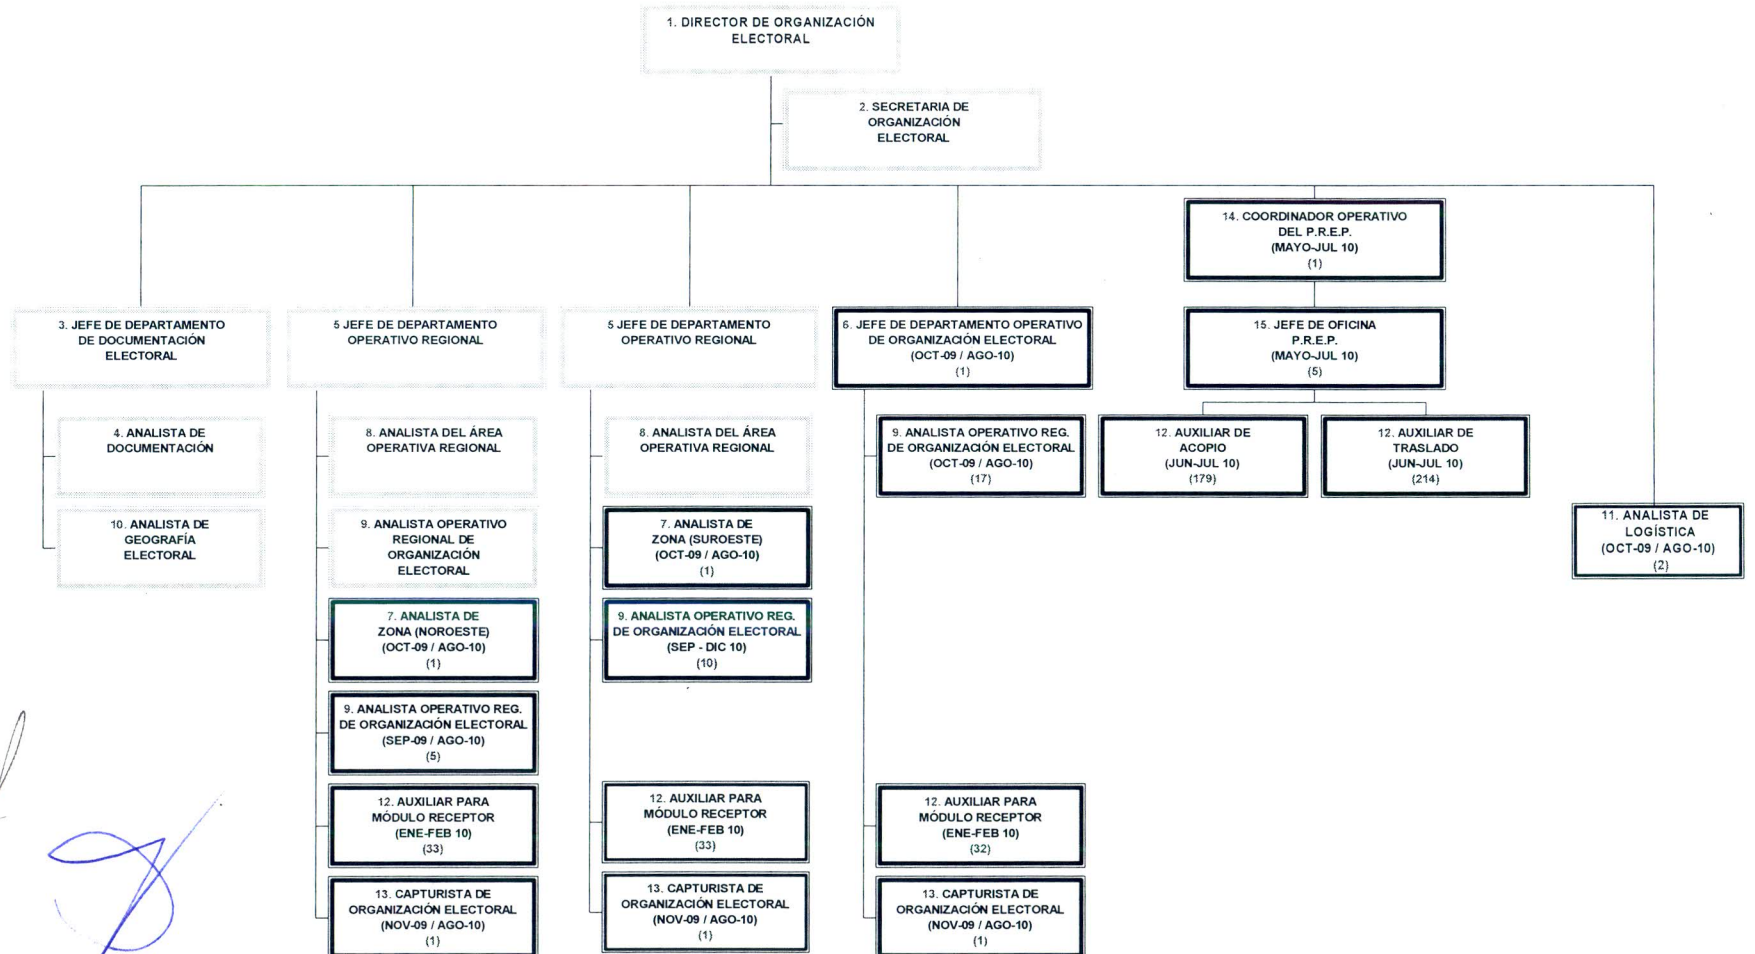 1. DIRECTOR DE ORGANIZACIÓN
ELECTORAL
2. SECRETARIA DE
ORGANIZACIÓN
ELECTORAL
14. COORDINADOR OPERATIVO
DEL P.R.E.P.
(MAYO-JUL 10)
(1)
3. JEFE DE DEPARTAMENTO
DE DOCUMENTACIÓN
ELECTORAL
5 JEFE DE DEPARTAMENTO
OPERATIVO REGIONAL
5 JEFE DE DEPARTAMENTO
OPERATIVO REGIONAL
6. JEFE DE DEPARTAMENTO OPERATIVO
DE ORGANIZACIÓN ELECTORAL
(OCT-09 / AGO-10)
(1)
15. JEFE DE OFICINA
P.R.E.P.
(MAYO-JUL 10)
(5)
4. ANALISTA DE
DOCUMENTACIÓN
8. ANALISTA DEL ÁREA
OPERATIVA REGIONAL
8. ANALISTA DEL ÁREA
OPERATIVA REGIONAL
9. ANALISTA OPERATIVO REG.
DE ORGANIZACIÓN ELECTORAL
(OCT-09 / AGO-10)
(17)
12. AUXILIAR DE
ACOPIO
(JUN-JUL 10)
(179)
12. AUXILIAR DE
TRASLADO
(JUN-JUL 10)
(214)
10. ANALISTA DE
GEOGRAFÍA
ELECTORAL
9. ANALISTA OPERATIVO
REGIONAL DE
ORGANIZACIÓN
ELECTORAL
7. ANALISTA DE
ZONA (SUROESTE)
(OCT-09 / AGO-10)
(1)
11. ANALISTA DE
LOGÍSTICA
(OCT-09 / AGO-10)
(2)
7. ANALISTA DE
ZONA (NOROESTE)
(OCT-09 / AGO-10)
(1)
9. ANALISTA OPERATIVO REG.
DE ORGANIZACIÓN ELECTORAL
(SEP - DIC 10)
(10)
9. ANALISTA OPERATIVO REG.
DE ORGANIZACIÓN ELECTORAL
(SEP-09 / AGO-10)
(5)
12. AUXILIAR PARA
MÓDULO RECEPTOR
(ENE-FEB 10)
(33)
12. AUXILIAR PARA
MÓDULO RECEPTOR
(ENE-FEB 10)
(33)
12. AUXILIAR PARA
MÓDULO RECEPTOR
(ENE-FEB 10)
(32)
13. CAPTURISTA DE
ORGANIZACIÓN ELECTORAL
(NOV-09 / AGO-10)
(1)
13. CAPTURISTA DE
ORGANIZACIÓN ELECTORAL
(NOV-09 / AGO-10)
(1)
13. CAPTURISTA DE
ORGANIZACIÓN ELECTORAL
(NOV-09 / AGO-10)
(1)